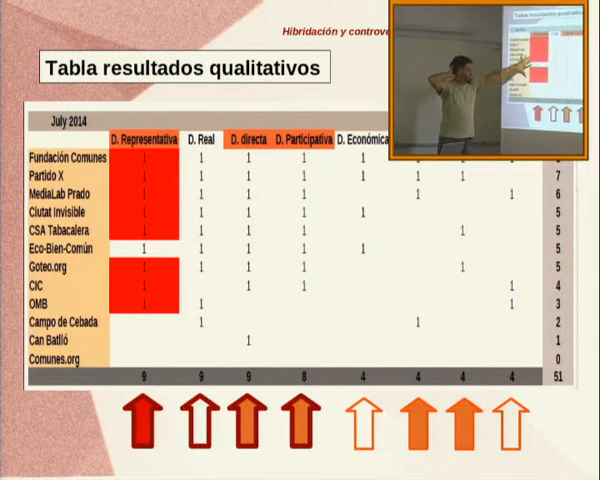 Hibridación y controve
Tabla resultados qualitativos
July 2014
D. Representativa D. Real D. directa D. Participativa D. Económica
Fundación Comunes 1 1 1 1 1
Partido X 1 1 1 1 1 1 1 7
MediaLab Prado 1 1 1 1 1 1 6
Ciutat Invisible 1 1 1 1 1 5
CSA Tabacalera 1 1 1 1 1 5
Eco-Bien-Común 1 1 1 1 1 5
Goteo.org 1 1 1 1 1 5
CIC 1 1 1 1 4
OMB 1 1 1 3
Campo de Cebada 1 1 2
Can Batlló 1 1
Comunes.org 0
9 9 9 8 4 4 4 4 51